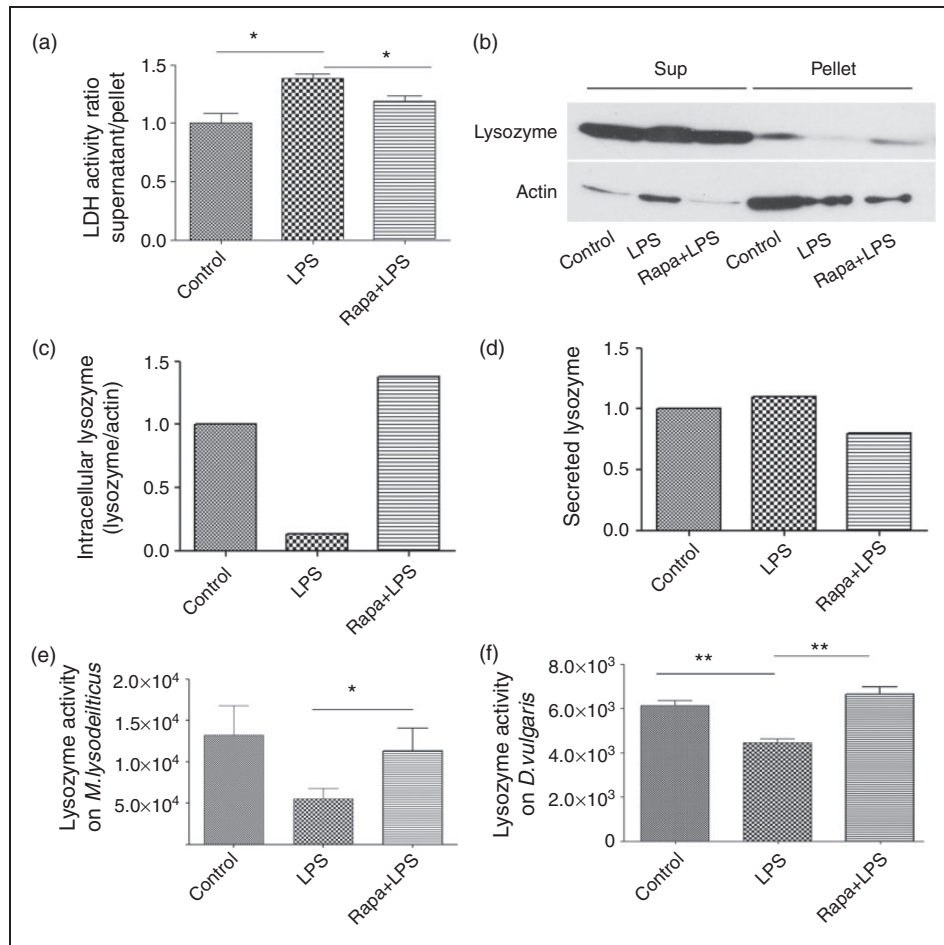 (a)
*
*
LDH activity ratio
supernatant/pellet
1.5
1.0
0.5
0.0
Control
LPS
Rapa+LPS
(b)
Sup
Pellet
Lysozyme
Actin
Control
LPS
Rapa+LPS
Control
LPS
Rapa+LPS
(c)
Intracellular lysozyme
(lysozyme/actin)
1.5
1.0
0.5
0.0
Control
LPS
Rapa+LPS
(d)
Secreted lysozyme
1.5
1.0
0.5
0.0
Control
LPS
Rapa+LPS
(e)
Lysozyme activity
on M.lysodeilticus
2.0×10⁴
1.5×10⁴
1.0×10⁴
5.0×10⁴
*
Control
LPS
Rapa+LPS
(f)
Lysozyme activity
on D.vulgaris
8.0×10³
6.0×10³
4.0×10³
2.0×10³
0
**
**
Control
LPS
Rapa+LPS